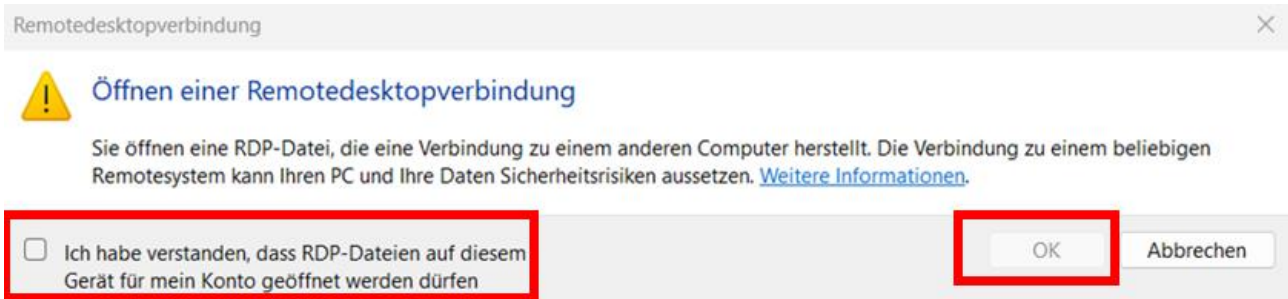 Remotedesktopverbindung
Öffnen einer Remotedesktopverbindung
Sie öffnen eine RDP-Datei, die eine Verbindung zu einem anderen Computer herstellt. Die Verbindung zu einem beliebigen
Remotesystem kann Ihren PC und Ihre Daten Sicherheitsrisiken aussetzen. Weitere Informationen.
Ich habe verstanden, dass RDP-Dateien auf diesem
Gerät für mein Konto geöffnet werden dürfen
OK
Abbrechen